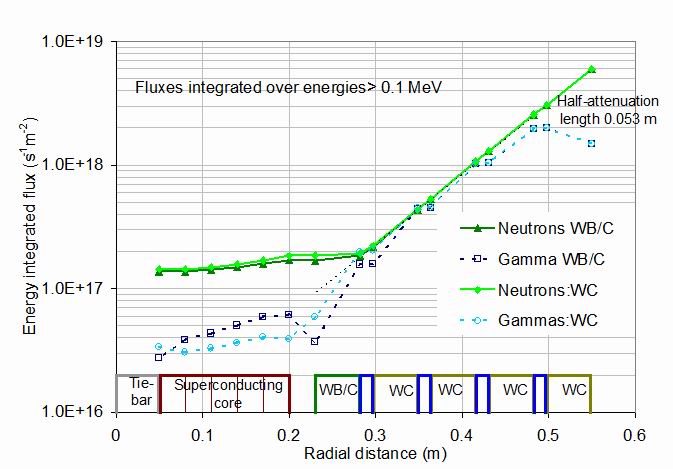 1.0E+19
Fluxes integrated over energies> 0.1 MeV
Half-attenuation
length 0.053 m
1.0E+18
Neutrons WB/C
Gamma WB/C
Neutrons:WC
Gammas:WC
1.0E+17
Energy integrated flux (s⁻¹m⁻²)
Tie-
bar
Superconducting
core
WB/C
WC
WC
WC
WC
1.0E+16
0 0.1 0.2 0.3 0.4 0.5 0.6
Radial distance (m)